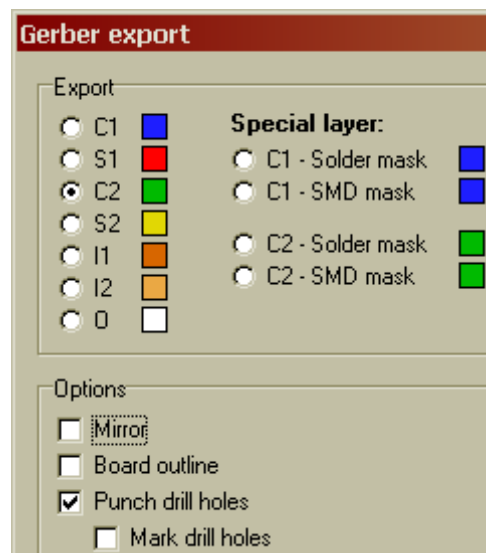 Gerber export
Export
C1
S1
C2
S2
I1
I2
O
Special layer:
C1 - Solder mask
C1 - SMD mask
C2 - Solder mask
C2 - SMD mask
Options
Mirror
Board outline
Punch drill holes
Mark drill holes